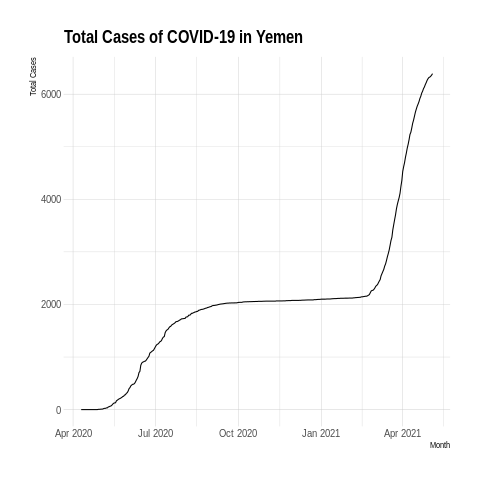 Total Cases of COVID-19 in Yemen
Total Cases
6000
4000
2000
0
Apr 2020 Jul 2020 Oct 2020 Jan 2021 Apr 2021
Month